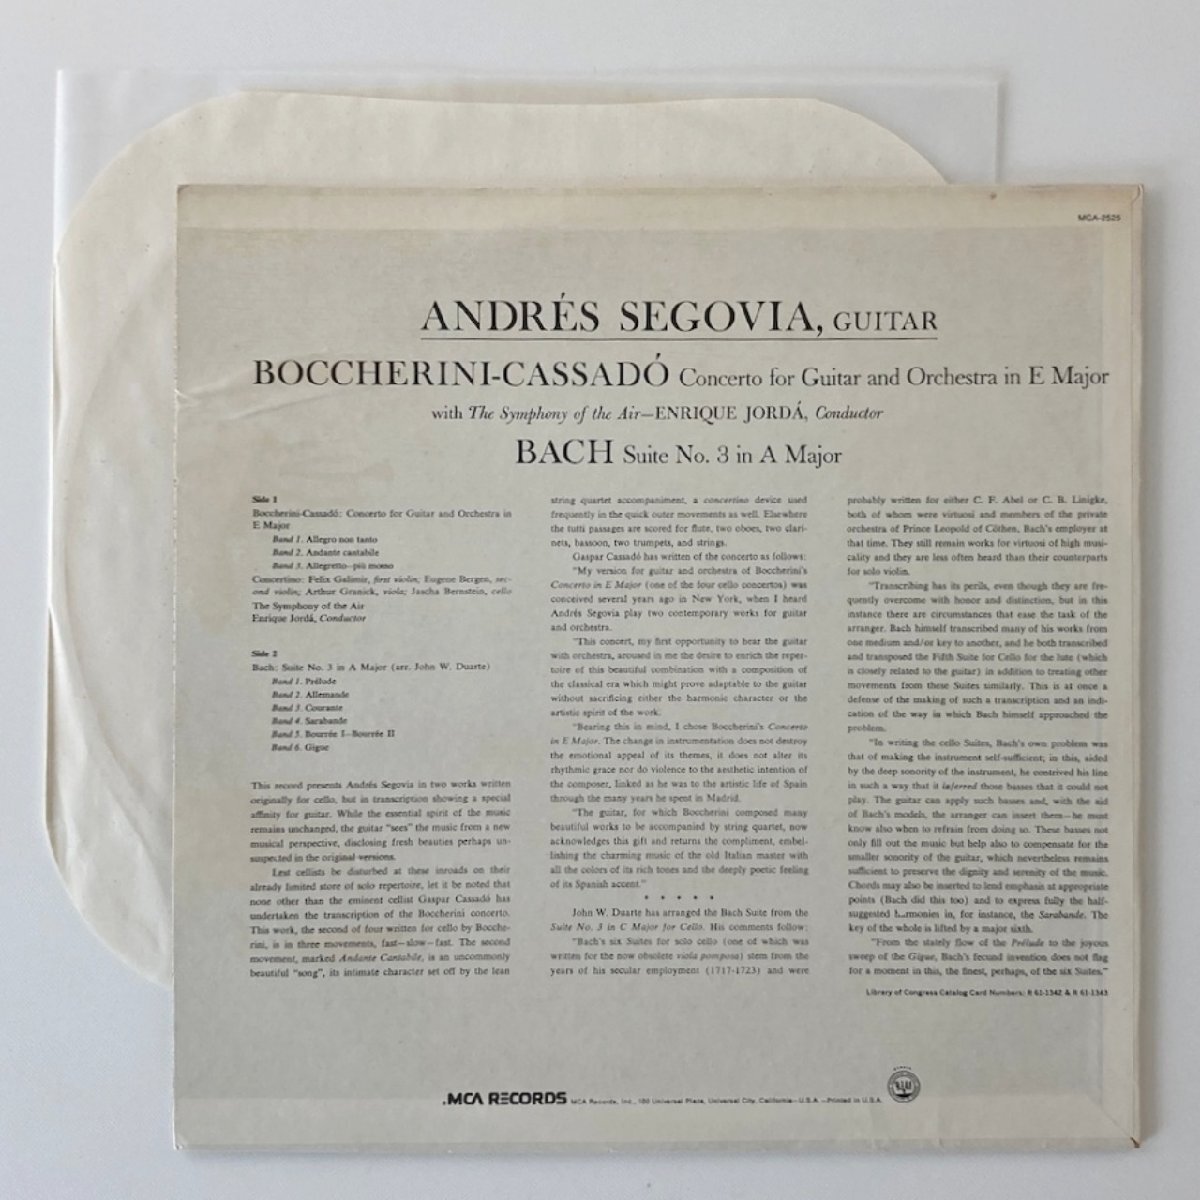 MCA-2525
ANDRÉS SEGOVIA, GUITAR
BOCCHERINI-CASSADÓ Concerto for Guitar and Orchestra in E Major
with The Symphony of the Air—ENRIQUE JORDÁ, Conductor
BACH Suite No. 3 in A Major
Side 1
Boccherini-Cassadó: Concerto for Guitar and Orchestra in
E Major
Band 1. Allegro non tanto
Band 2. Andante cantabile
Band 3. Allegretto—più mosso
Concertino: Felix Galimir, first violin; Eugene Bergen, sec-
ond violin; Arthur Granick, viola; Jascha Bernstein, cello
The Symphony of the Air
Enrique Jordá, Conductor
Side 2
Bach: Suite No. 3 in A Major (arr. John W. Duarte)
Band 1. Prélude
Band 2. Allemande
Band 3. Courante
Band 4. Sarabande
Band 5. Bourrée I—Bourrée II
Band 6. Gigue
This record presents Andrés Segovia in two works written
originally for cello, but in transcription showing a special
affinity for guitar. While the essential spirit of the music
remains unchanged, the guitar "sees" the music from a new
musical perspective, disclosing fresh beauties perhaps un-
suspected in the original versions.
Lest cellists be disturbed at these inroads on their
already limited store of solo repertoire, let it be noted that
none other than the eminent cellist Gaspar Cassadó has
undertaken the transcription of the Boccherini concerto.
This work, the second of four written for cello by Bocche-
rini, is in three movements, fast—slow—fast. The second
movement, marked Andante Cantabile, is an uncommonly
beautiful "song", its intimate character set off by the lean
string quartet accompaniment, a concertino device used
frequently in the quick outer movements as well. Elsewhere
the tutti passages are scored for flute, two oboes, two clari-
nets, bassoon, two trumpets, and strings.
Gaspar Cassadó has written of the concerto as follows:
"My version for guitar and orchestra of Boccherini's
Concerto in E Major (one of the four cello concertos) was
conceived several years ago in New York, when I heard
Andrés Segovia play two contemporary works for guitar
and orchestra.
"This concert, my first opportunity to hear the guitar
with orchestra, aroused in me the desire to enrich the reper-
toire of this beautiful combination with a composition of
the classical era which might prove adaptable to the guitar
without sacrificing either the harmonic character or the
artistic spirit of the work.
"Bearing this in mind, I chose Boccherini's Concerto
in E Major. The change in instrumentation does not destroy
the emotional appeal of its themes, it does not alter its
rhythmic grace nor do violence to the aesthetic intention of
the composer, linked as he was to the artistic life of Spain
through the many years he spent in Madrid.
"The guitar, for which Boccherini composed many
beautiful works to be accompanied by string quartet, now
acknowledges this gift and returns the compliment, embel-
lishing the charming music of the old Italian master with
all the colors of its rich tones and the deeply poetic feeling
of its Spanish accent."
* * * * *
John W. Duarte has arranged the Bach Suite from the
Suite No. 3 in C Major for Cello. His comments follow:
"Bach's six Suites for solo cello (one of which was
written for the now obsolete viola pomposa) stem from the
years of his secular employment (1717-1723) and were
probably written for either C. F. Abel or C. B. Linigke,
both of whom were virtuosi and members of the private
orchestra of Prince Leopold of Cöthen, Bach's employer at
that time. They still remain works for virtuosi of high musi-
cality and they are less often heard than their counterparts
for solo violin.
"Transcribing has its perils, even though they are fre-
quently overcome with honor and distinction, but in this
instance there are circumstances that ease the task of the
arranger. Bach himself transcribed many of his works from
one medium and/or key to another, and he both transcribed
and transposed the Fifth Suite for Cello for the lute (which
is closely related to the guitar) in addition to treating other
movements from these Suites similarly. This is at once a
defense of the making of such a transcription and an indi-
cation of the way in which Bach himself approached the
problem.
"In writing the cello Suites, Bach's own problem was
that of making the instrument self-sufficient; in this, aided
by the deep sonority of the instrument, he contrived his line
in such a way that it inferred those basses that it could not
play. The guitar can apply such basses and, with the aid
of Bach's models, the arranger can insert them—he must
know also when to refrain from doing so. These basses not
only fill out the music but help also to compensate for the
smaller sonority of the guitar, which nevertheless remains
sufficient to preserve the dignity and serenity of the music.
Chords may also be inserted to lend emphasis at appropriate
points (Bach did this too) and to express fully the half-
suggested harmonies in, for instance, the Sarabande. The
key of the whole is lifted by a major sixth.
"From the stately flow of the Prélude to the joyous
sweep of the Gigue, Bach's fecund invention does not flag
for a moment in this, the finest, perhaps, of the six Suites."
Library of Congress Catalog Card Numbers: R 61-1342 & R 61-1343
MCA RECORDS MCA Records, Inc., 100 Universal Plaza, Universal City, California—U.S.A.—Printed in U.S.A.